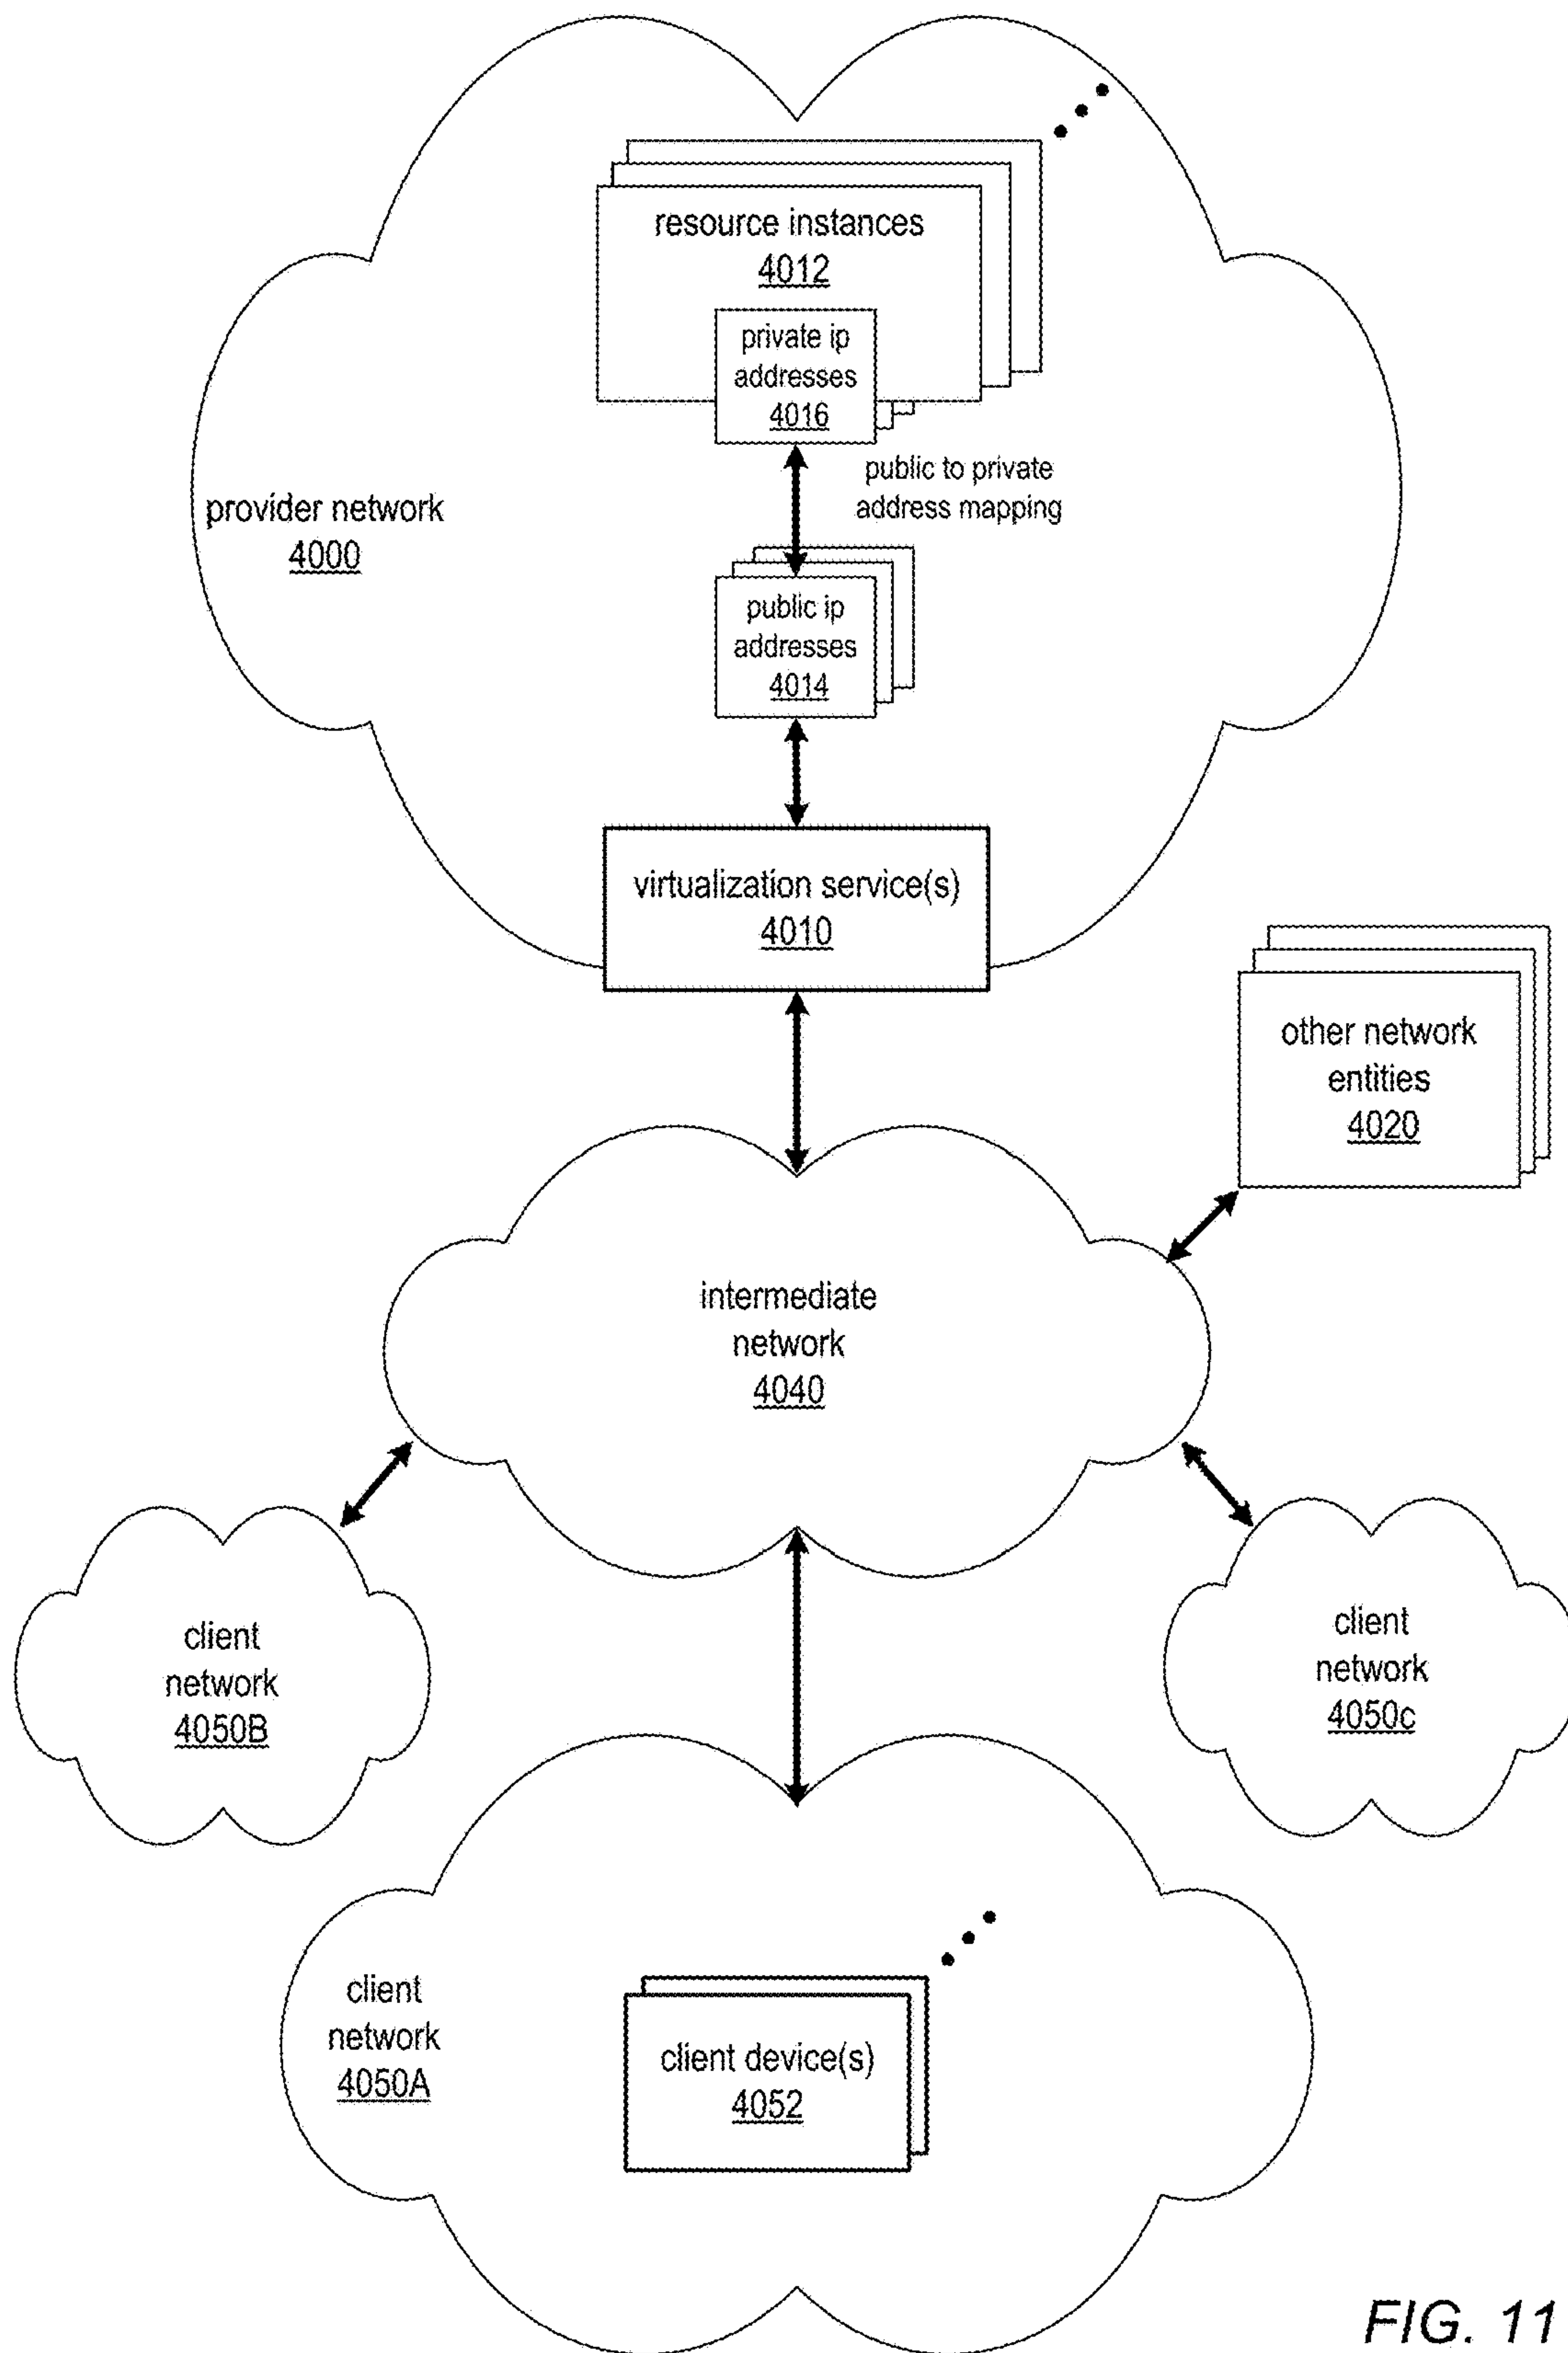 resource instances
4012
private ip
addresses
4016
public to private
address mapping
provider network
4000
public ip
addresses
4014
virtualization service(s)
4010
other network
entities
4020
intermediate
network
4040
client
network
4050B
client
network
4050c
client
network
4050A
client device(s)
4052
FIG. 11